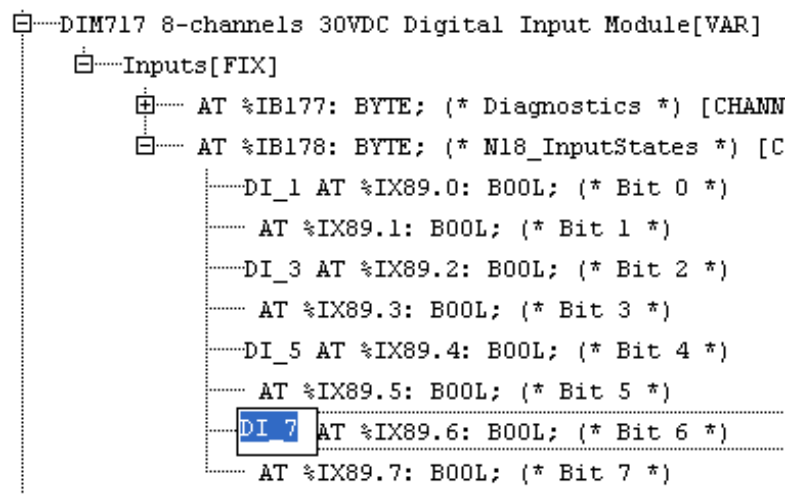 DIM717 8-channels 30VDC Digital Input Module[VAR]
Inputs[FIX]
AT %IB177: BYTE; (* Diagnostics *) [CHANN
AT %IB178: BYTE; (* N18_InputStates *) [C
DI_1 AT %IX89.0: BOOL; (* Bit 0 *)
AT %IX89.1: BOOL; (* Bit 1 *)
DI_3 AT %IX89.2: BOOL; (* Bit 2 *)
AT %IX89.3: BOOL; (* Bit 3 *)
DI_5 AT %IX89.4: BOOL; (* Bit 4 *)
AT %IX89.5: BOOL; (* Bit 5 *)
DI_7 AT %IX89.6: BOOL; (* Bit 6 *)
AT %IX89.7: BOOL; (* Bit 7 *)